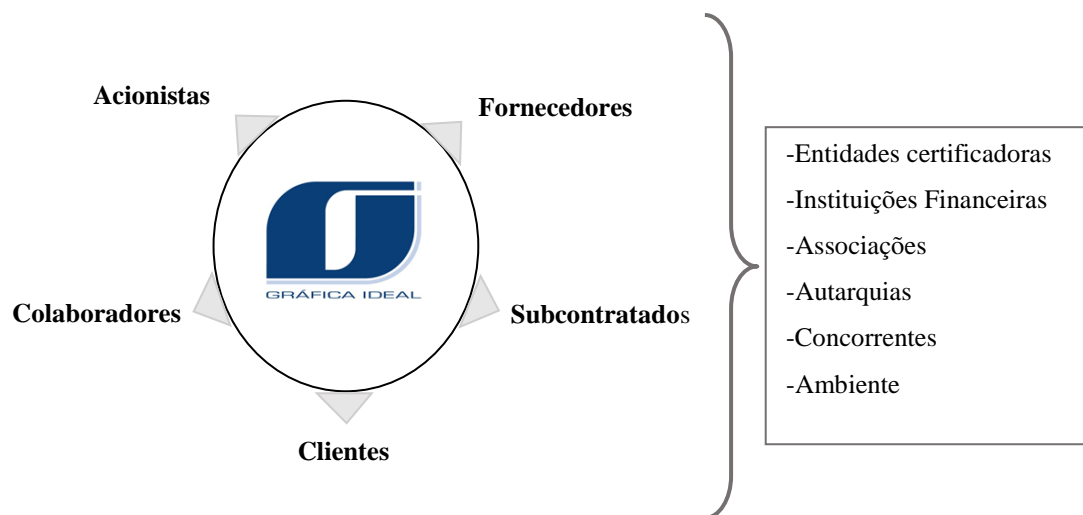 Acionistas
Fornecedores
GRÁFICA IDEAL
Colaboradores
Subcontratados
Clientes
-Entidades certificadoras
-Instituições Financeiras
-Associações
-Autarquias
-Concorrentes
-Ambiente